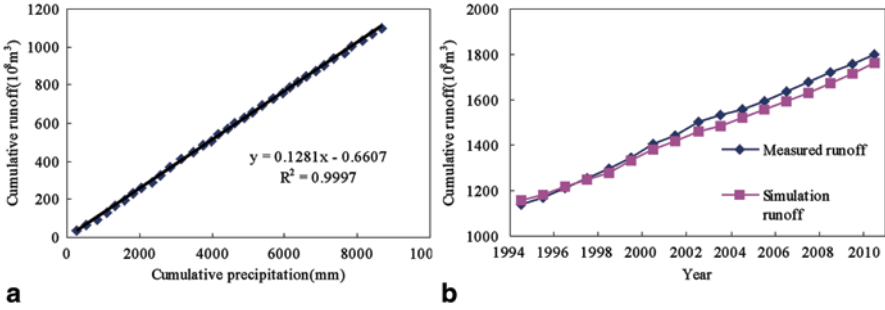 1200
1000
800
600
400
200
0
Cumulative runoff(10⁸m³)
y = 0.1281x - 0.6607
R² = 0.9997
0 2000 4000 6000 8000 100
Cumulative precipitation(mm)
a
2000
1800
1600
1400
1200
1000
Cumulative runoff(10⁸m³)
Measured runoff
Simulation
runoff
1994 1996 1998 2000 2002 2004 2006 2008 2010
Year
b